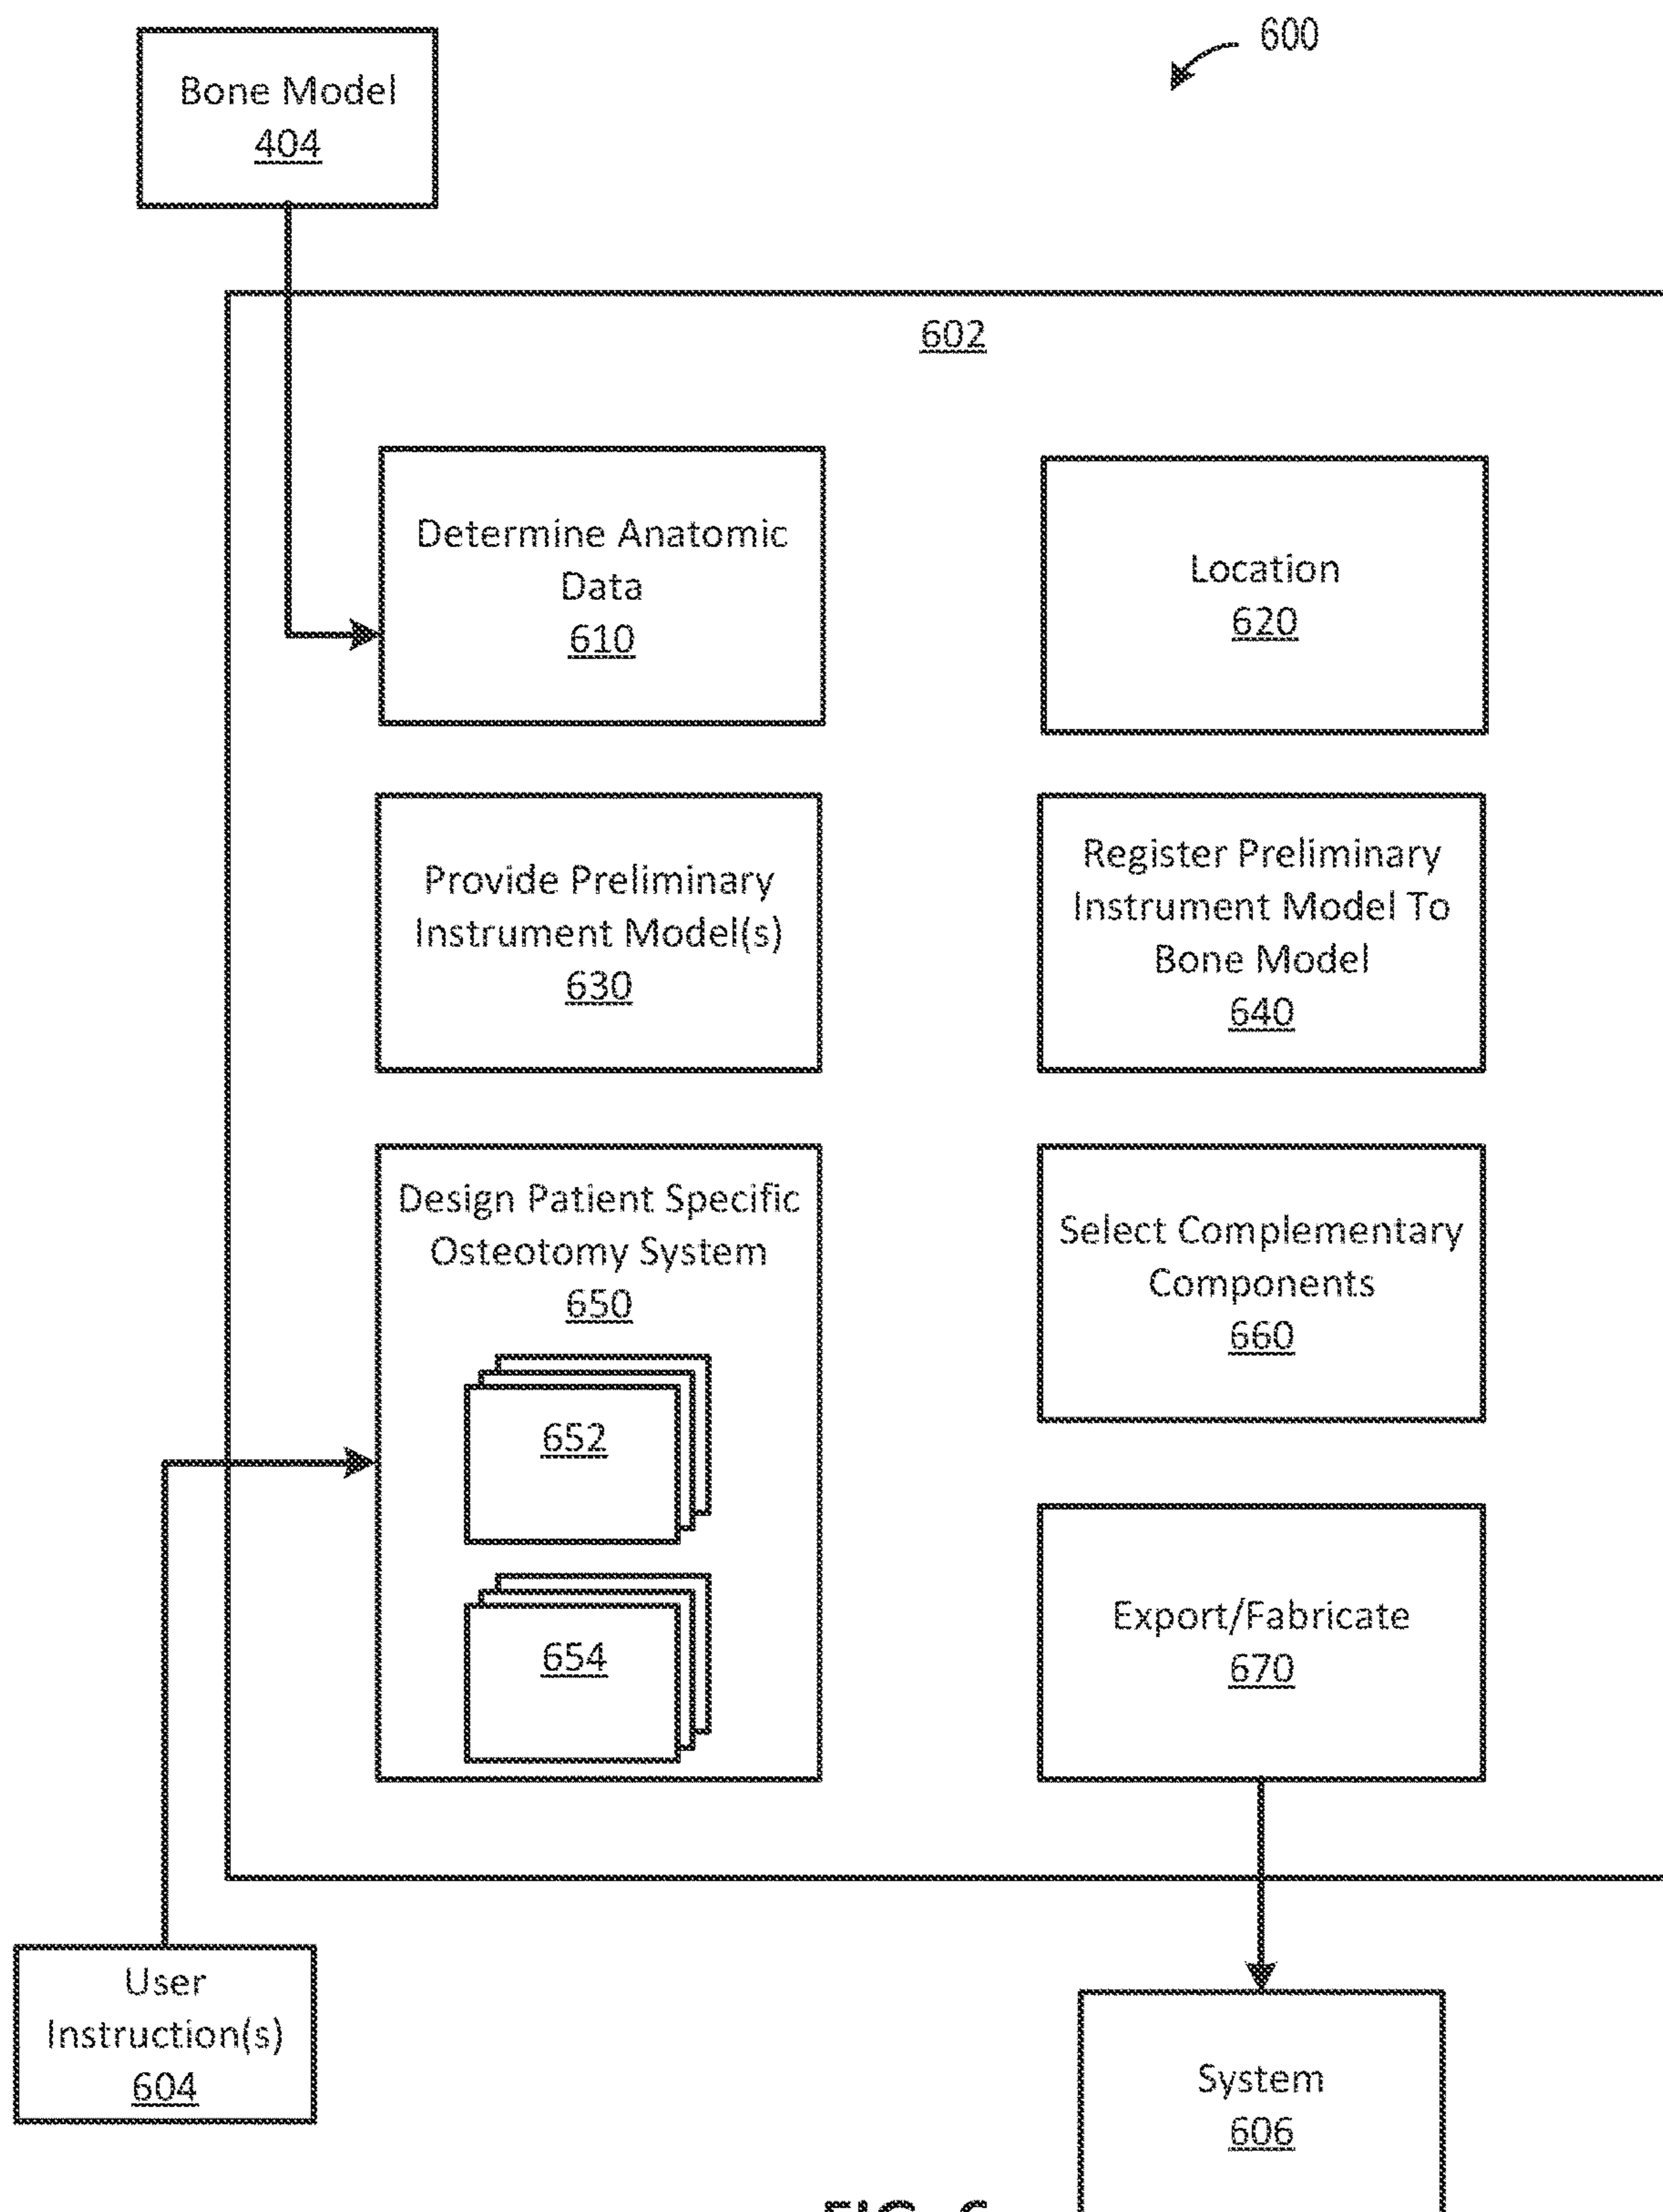 600
Bone Model
404
602
Determine Anatomic
Data
610
Location
620
Provide Preliminary
Instrument Model(s)
630
Register Preliminary
Instrument Model To
Bone Model
640
Design Patient Specific
Osteotomy System
650
652
654
Select Complementary
Components
660
Export/Fabricate
670
User
Instruction(s)
604
System
606
FIG. 6